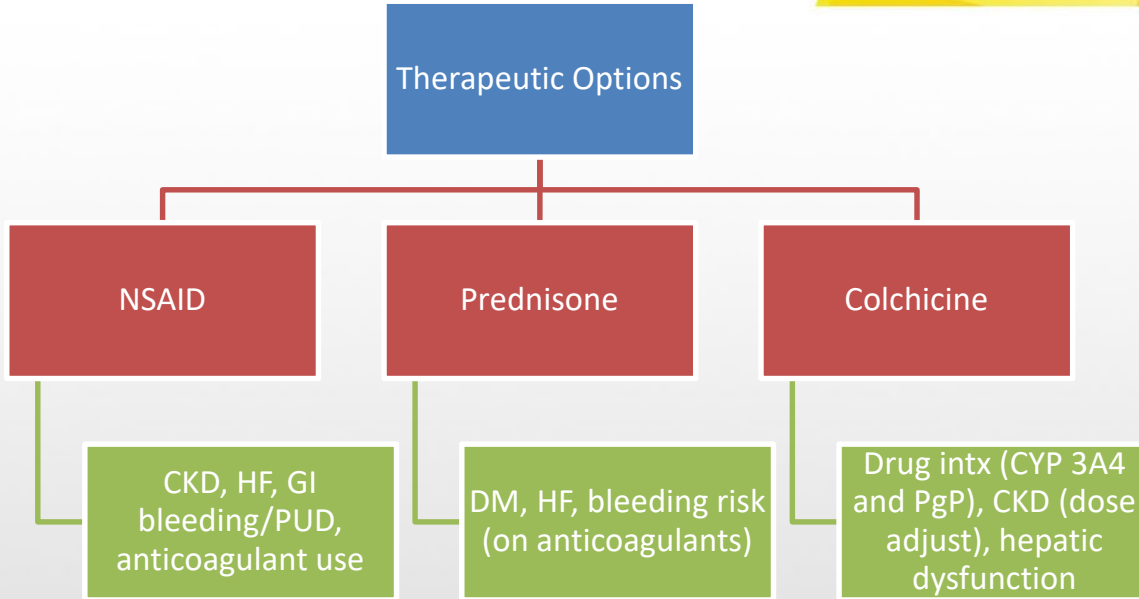 Therapeutic Options
NSAID
Prednisone
Colchicine
CKD, HF, GI
bleeding/PUD,
anticoagulant use
DM, HF, bleeding risk
(on anticoagulants)
Drug intx (CYP 3A4
and PgP), CKD (dose
adjust), hepatic
dysfunction